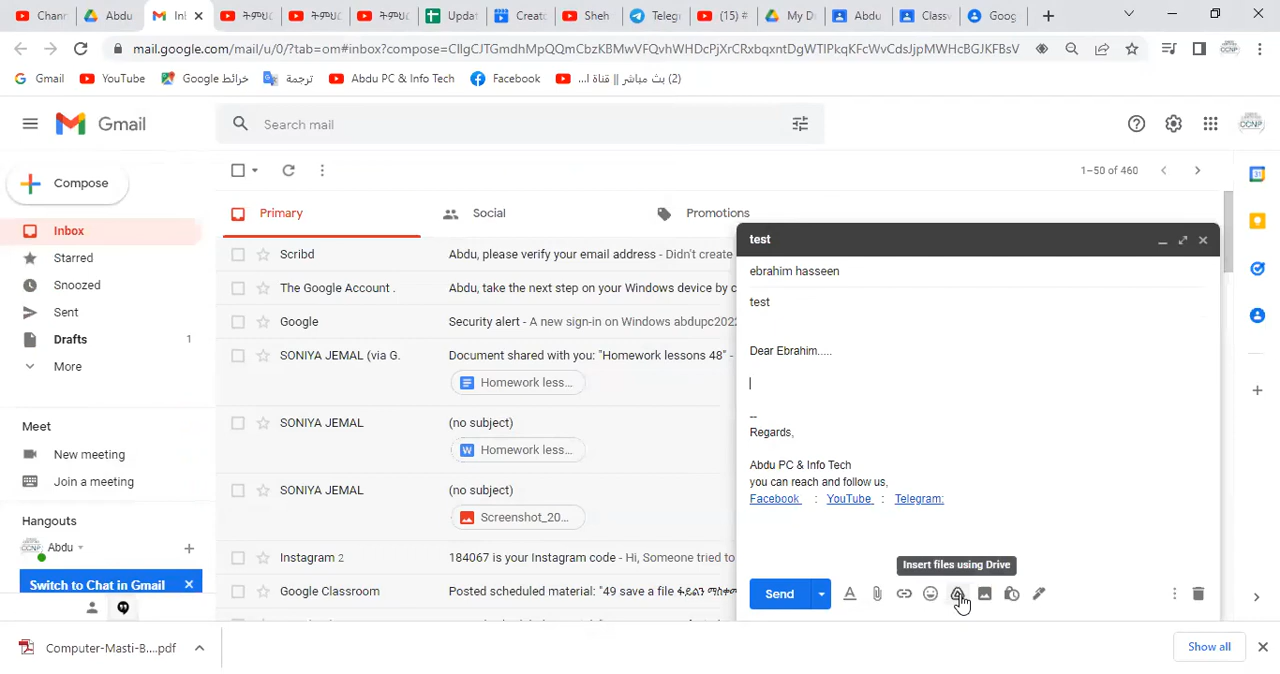 Chann
Abdu
Inb
ትምህር
ትምህር
ትምህር
Updat
Create
Sheh
Telegr
(15) #
My Dr
Abdu
Classw
Goog
mail.google.com/mail/u/0/?tab=om#inbox?compose=CllgCJTGmdhMpQQmCbzKBMwVFQvhWHDcPjXrCRxbqxntDgWTlPkqKFcWvCdsJjpMWHcBGJKFBsV
Gmail
YouTube
خرائط Google
ترجمة
Abdu PC & Info Tech
Facebook
(2) بث مباشر || قناة ا...
Gmail
Search mail
CCNP
Compose
1–50 of 460
Inbox
Starred
Snoozed
Sent
Drafts 1
More
Meet
New meeting
Join a meeting
Hangouts
Abdu
Switch to Chat in Gmail
Primary
Social
Promotions
Scribd Abdu, please verify your email address - Didn't create
The Google Account . Abdu, take the next step on your Windows device by c
Google Security alert - A new sign-in on Windows abdupc2022
SONIYA JEMAL (via G. Document shared with you: "Homework lessons 48" -
Homework less...
SONIYA JEMAL (no subject)
Homework less...
SONIYA JEMAL (no subject)
Screenshot_20...
Instagram 2 184067 is your Instagram code - Hi, Someone tried to
Google Classroom Posted scheduled material: "49 save a file ፋይልን ማስቀመ
test
ebrahim hasseen
test
Dear Ebrahim.....
--
Regards,
Abdu PC & Info Tech
you can reach and follow us,
Facebook : YouTube : Telegram:
Insert files using Drive
Send
Computer-Masti-B....pdf
Show all